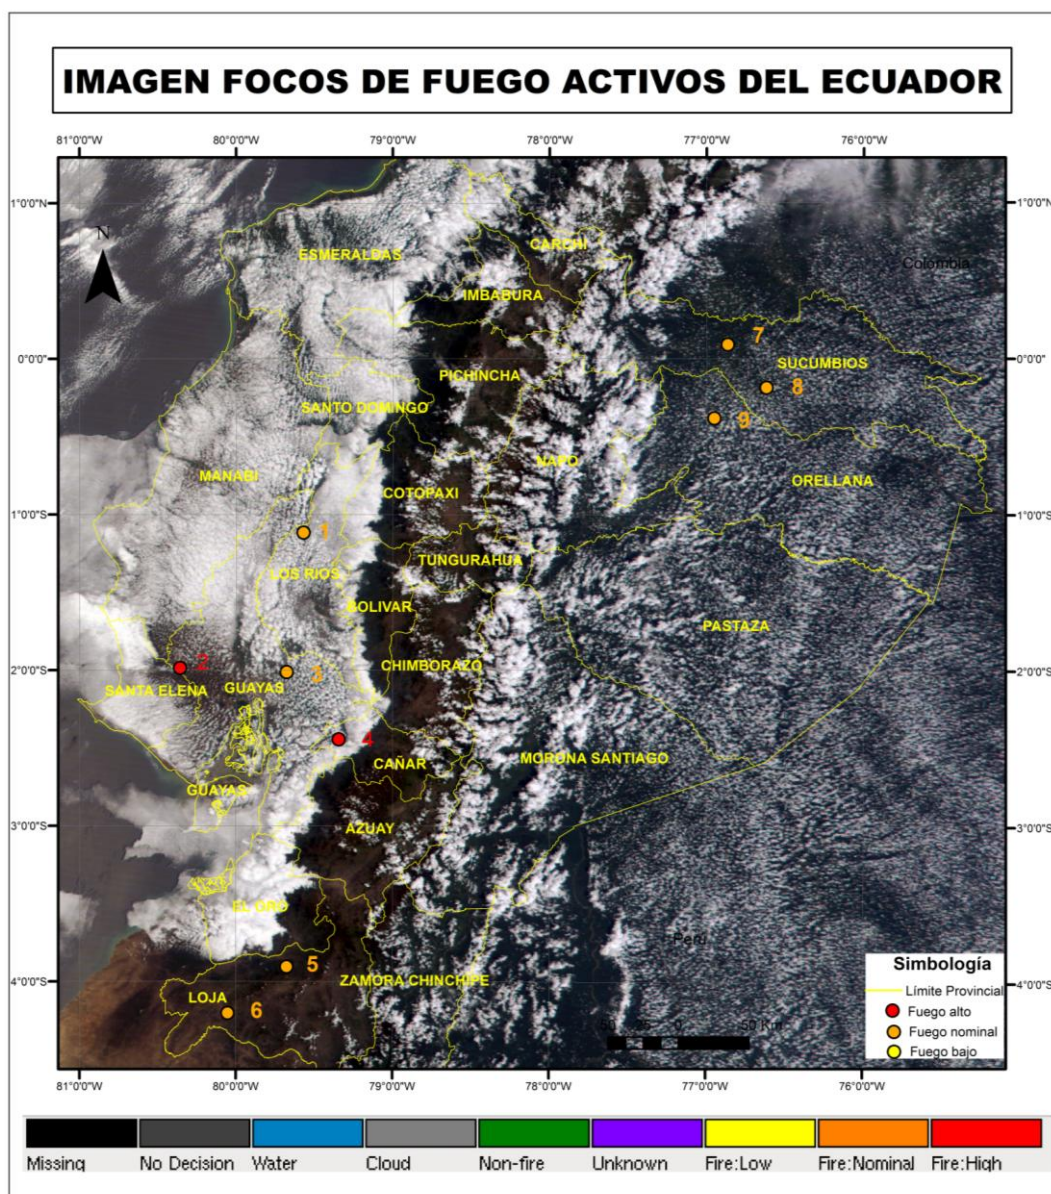 IMAGEN FOCOS DE FUEGO ACTIVOS DEL ECUADOR
81°0'0"W 80°0'0"W 79°0'0"W 78°0'0"W 77°0'0"W 76°0'0"W
1°0'0"N 1°0'0"N
N
CARCHI
ESMERALDAS
Colombia
IMBABURA
7
0°0'0" 0°0'0"
SUCUMBIOS
PICHINCHA
8
SANTO DOMINGO
9
NAPO
MANABI
ORELLANA
COTOPAXI
1°0'0"S 1°0'0"S
1
TUNGURAHUA
LOS RIOS
BOLIVAR
PASTAZA
2
CHIMBORAZO
2°0'0"S 2°0'0"S
3
SANTA ELENA
GUAYAS
4
CAÑAR
MORONA SANTIAGO
GUAYAS
AZUAY
3°0'0"S 3°0'0"S
EL ORO
Perú
5
ZAMORA CHINCHIPE
4°0'0"S 4°0'0"S
LOJA
6
Simbología
Límite Provincial
Fuego alto
Fuego nominal
Fuego bajo
50 25 0 50 Km
81°0'0"W 80°0'0"W 79°0'0"W 78°0'0"W 77°0'0"W 76°0'0"W
Missing No Decision Water Cloud Non-fire Unknown Fire:Low Fire:Nominal Fire:High